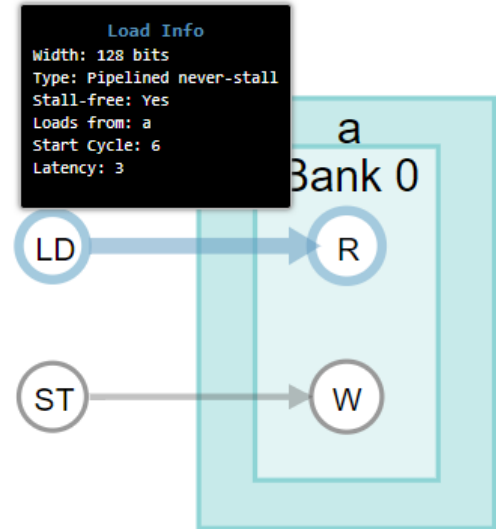 Load Info
Width: 128 bits
Type: Pipelined never-stall
Stall-free: Yes
Loads from: a
Start Cycle: 6
Latency: 3
a
Bank 0
LD
R
ST
W